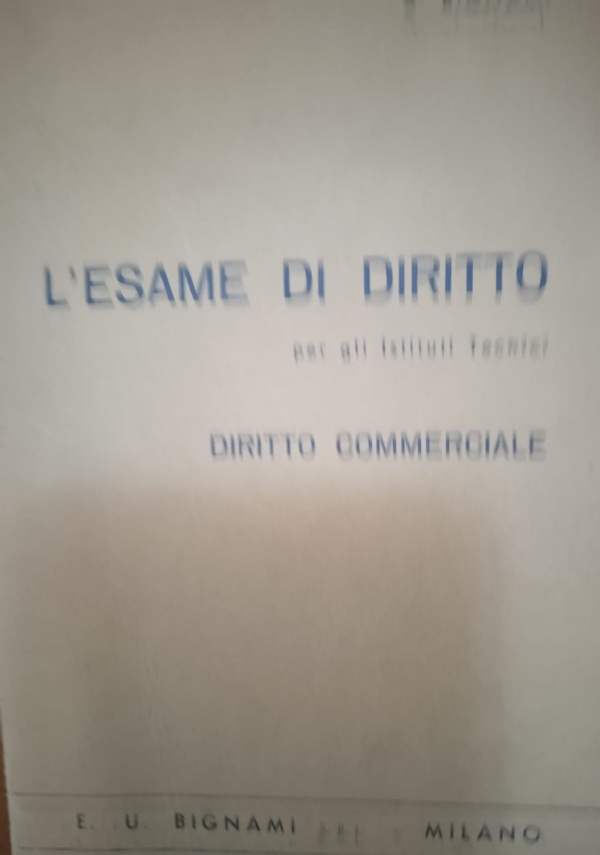 L'ESAME DI DIRITTO
per gli Istituti Tecnici
DIRITTO COMMERCIALE
E. U. BIGNAMI MILANO